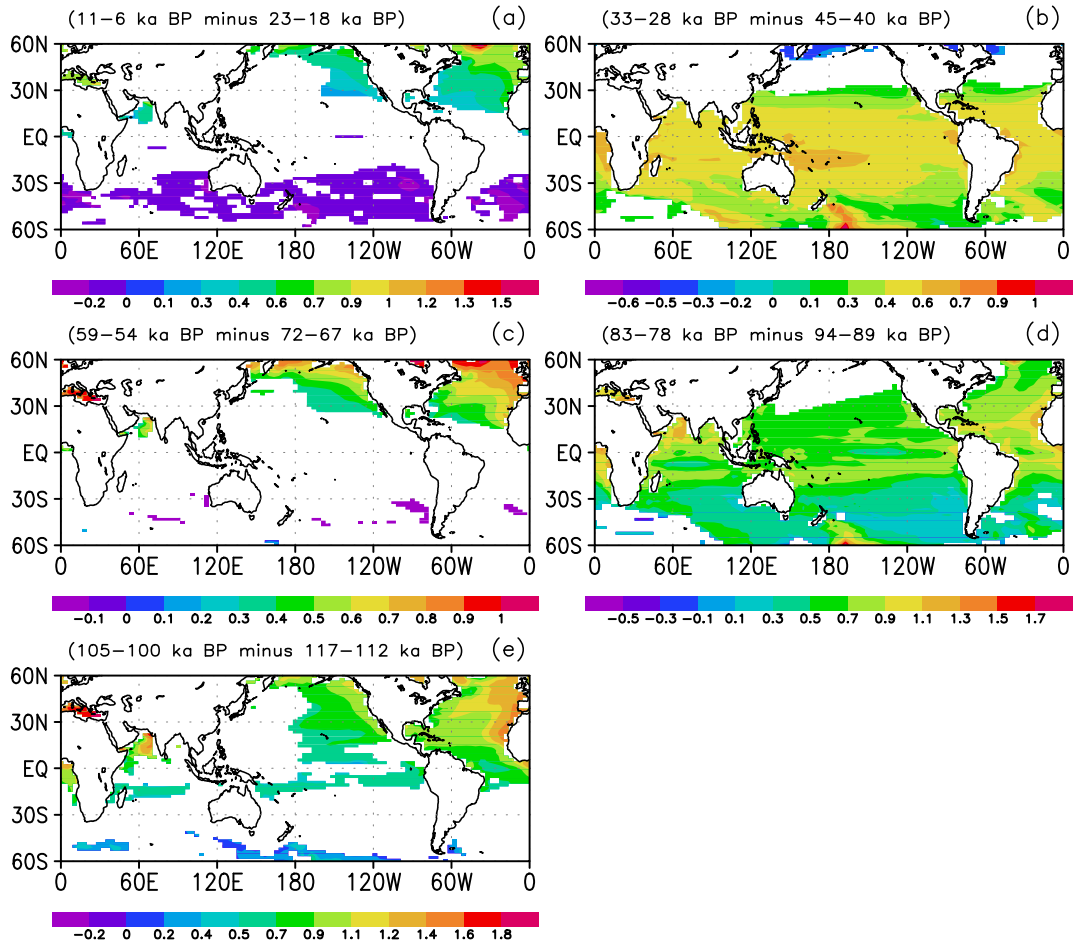 (11-6 ka BP minus 23-18 ka BP) (a)
60N
30N
EQ
30S
60S
0 60E 120E 180 120W 60W 0
-0.2 0 0.1 0.3 0.4 0.6 0.7 0.9 1 1.2 1.3 1.5
(33-28 ka BP minus 45-40 ka BP) (b)
60N
30N
EQ
30S
60S
0 60E 120E 180 120W 60W 0
-0.6 -0.5 -0.3 -0.2 0 0.1 0.3 0.4 0.6 0.7 0.9 1
(59-54 ka BP minus 72-67 ka BP) (c)
60N
30N
EQ
30S
60S
0 60E 120E 180 120W 60W 0
-0.1 0 0.1 0.2 0.3 0.4 0.5 0.6 0.7 0.8 0.9 1
(83-78 ka BP minus 94-89 ka BP) (d)
60N
30N
EQ
30S
60S
0 60E 120E 180 120W 60W 0
-0.5 -0.3 -0.1 0.1 0.3 0.5 0.7 0.9 1.1 1.3 1.5 1.7
(105-100 ka BP minus 117-112 ka BP) (e)
60N
30N
EQ
30S
60S
0 60E 120E 180 120W 60W 0
-0.2 0 0.2 0.4 0.5 0.7 0.9 1.1 1.2 1.4 1.6 1.8